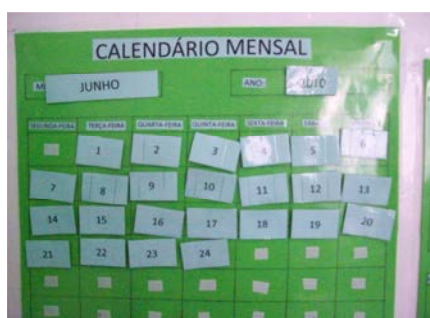 CALENDÁRIO MENSAL
JUNHO ANO: 2010
SEGUNDA-FEIRA TERÇA-FEIRA QUARTA-FEIRA QUINTA-FEIRA SEXTA-FEIRA
1 2 3 4 5 6
7 8 9 10 11 12 13
14 15 16 17 18 19 20
21 22 23 24